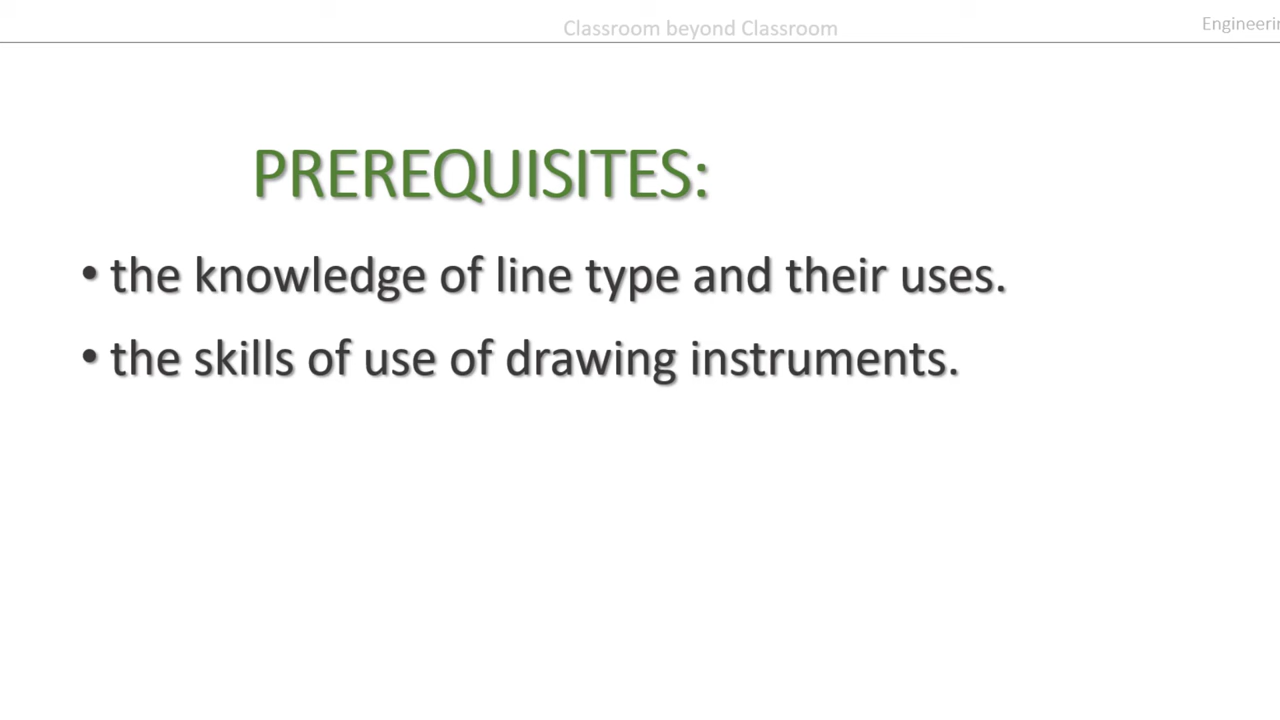 Classroom beyond Classroom
PREREQUISITES:
• the knowledge of line type and their uses.
• the skills of use of drawing instruments.